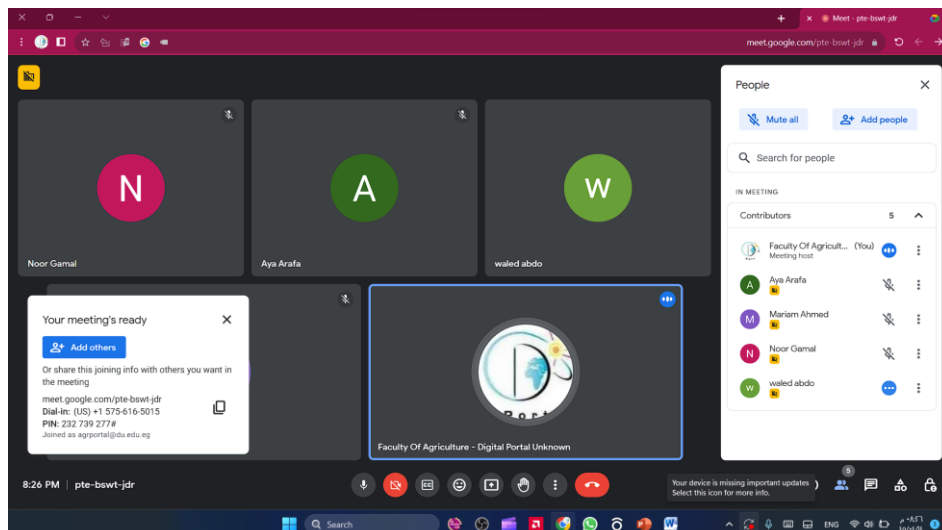 Meet - pte-bswt-jdr
meet.google.com/pte-bswt-jdr
N
A
W
Noor Gamal
Aya Arafa
waled abdo
Your meeting's ready
Add others
Or share this joining info with others you want in
the meeting
meet.google.com/pte-bswt-jdr
Dial-in: (US) +1 575-616-5015
PIN: 232 739 277#
Joined as agrportal@du.edu.eg
Faculty Of Agriculture - Digital Portal Unknown
People
Mute all
Add people
Search for people
IN MEETING
Contributors 5
Faculty Of Agricult... (You)
Meeting host
A Aya Arafa
M Mariam Ahmed
N Noor Gamal
W waled abdo
8:26 PM | pte-bswt-jdr
CC
Your device is missing important updates
Select this icon for more info.
5
Search
ENG